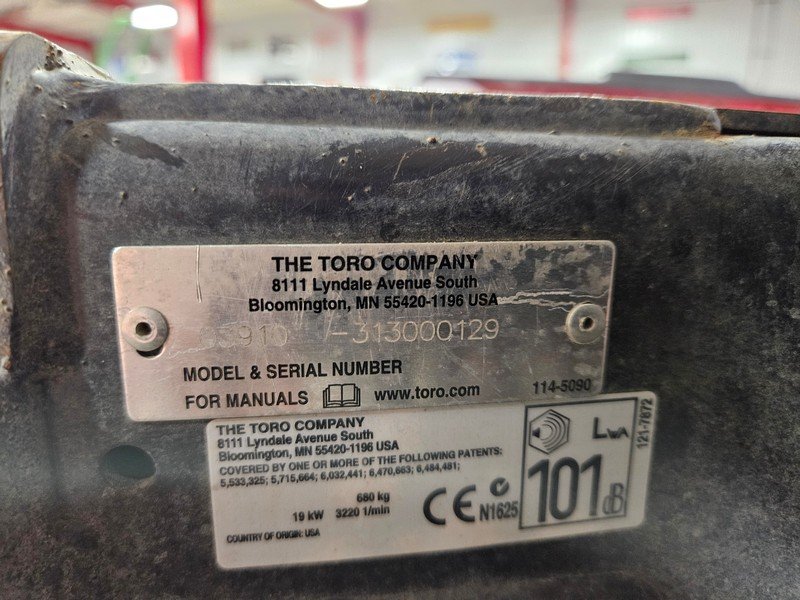 THE TORO COMPANY
8111 Lyndale Avenue South
Bloomington, MN 55420-1196 USA
-313000129
MODEL & SERIAL NUMBER
FOR MANUALS www.toro.com 114-5090
THE TORO COMPANY
8111 Lyndale Avenue South
Bloomington, MN 55420-1196 USA
COVERED BY ONE OR MORE OF THE FOLLOWING PATENTS:
5,533,325; 5,715,664; 6,032,441; 6,470,663; 6,484,481;
680 kg
19 kW 3220 1/min
COUNTRY OF ORIGIN: USA
CE N1625
LWA
101 dB
121-7872